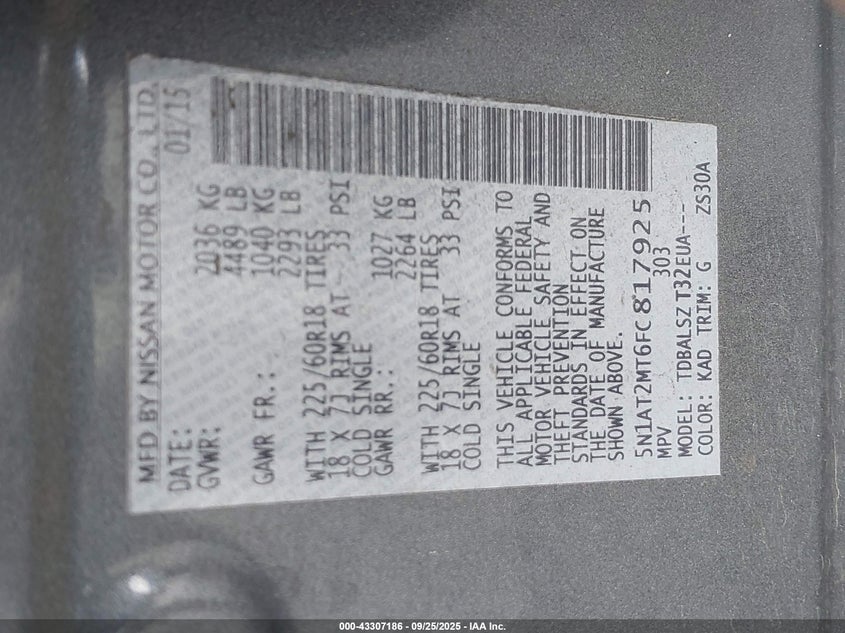 MFD BY NISSAN MOTOR CO., LTD.
DATE: 01/15
GVWR: 2036 KG
4489 LB
GAWR FR.: 1040 KG
2293 LB
WITH 225/60R18 TIRES
18 X 7J RIMS AT 33 PSI
COLD SINGLE
GAWR RR.: 1027 KG
2264 LB
WITH 225/60R18 TIRES
18 X 7J RIMS AT 33 PSI
COLD SINGLE
THIS VEHICLE CONFORMS TO
ALL APPLICABLE FEDERAL
MOTOR VEHICLE SAFETY AND
THEFT PREVENTION
STANDARDS IN EFFECT ON
THE DATE OF MANUFACTURE
SHOWN ABOVE.
5N1AT2MT6FC817925
MPV 303
MODEL: TDBALSZ T32EUA---
COLOR: KAD TRIM: G ZS30A
000-43307186 - 09/25/2025 - IAA Inc.